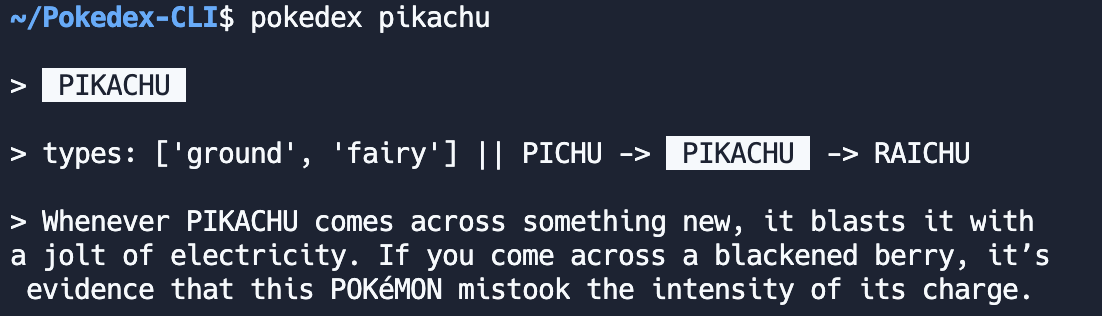 ~/Pokedex-CLI$ pokedex pikachu
> PIKACHU
> types: ['ground', 'fairy'] || PICHU -> PIKACHU -> RAICHU
> Whenever PIKACHU comes across something new, it blasts it with
a jolt of electricity. If you come across a blackened berry, it’s
evidence that this POKéMON mistook the intensity of its charge.